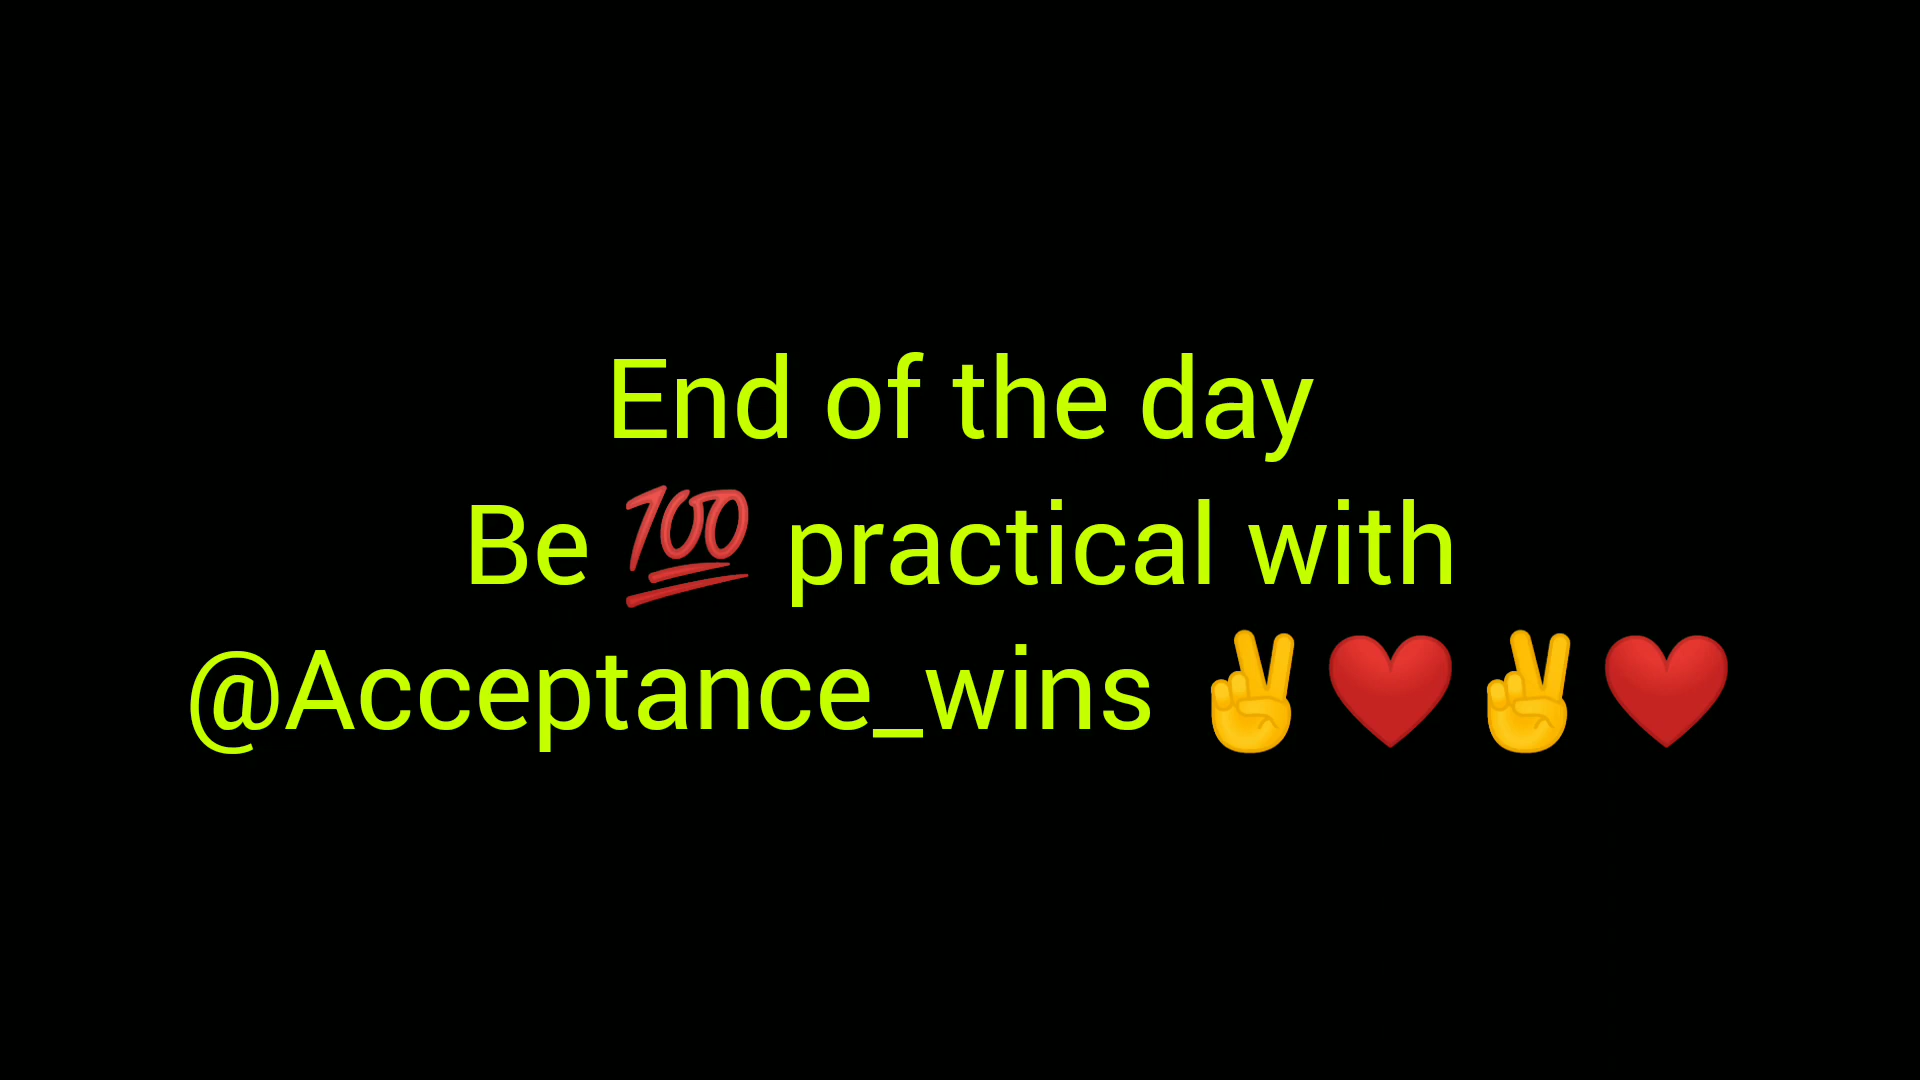 End of the day
Be 💯 practical with
@Acceptance_wins ✌❤✌❤